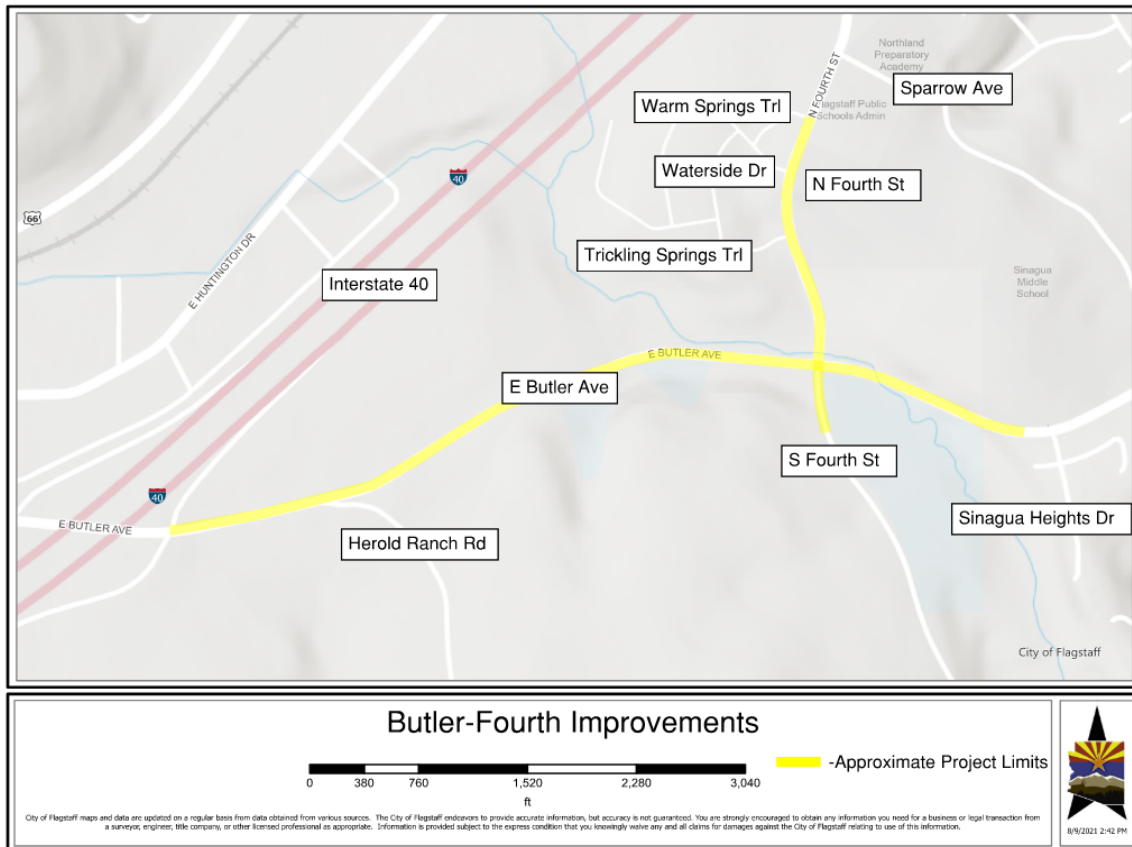 Northland
Preparatory
Academy
N FOURTH ST
Sparrow Ave
Warm Springs Trl
Flagstaff Public
Schools Admin
40
Waterside Dr
N Fourth St
66
E HUNTINGTON DR
Trickling Springs Trl
Interstate 40
Sinagua
Middle
School
E BUTLER AVE
E Butler Ave
S Fourth St
40
E BUTLER AVE
Sinagua Heights Dr
Herold Ranch Rd
City of Flagstaff
Butler-Fourth Improvements
-Approximate Project Limits
0 380 760 1,520 2,280 3,040
ft
City of Flagstaff maps and data are updated on a regular basis from data obtained from various sources. The City of Flagstaff endeavors to provide accurate information, but accuracy is not guaranteed. You are strongly encouraged to obtain any information you need for a business or legal transaction from
a surveyor, engineer, title company, or other licensed professional as appropriate. Information is provided subject to the express condition that you knowingly waive any and all claims for damages against the City of Flagstaff relating to use of this information.
8/9/2021 2:42 PM